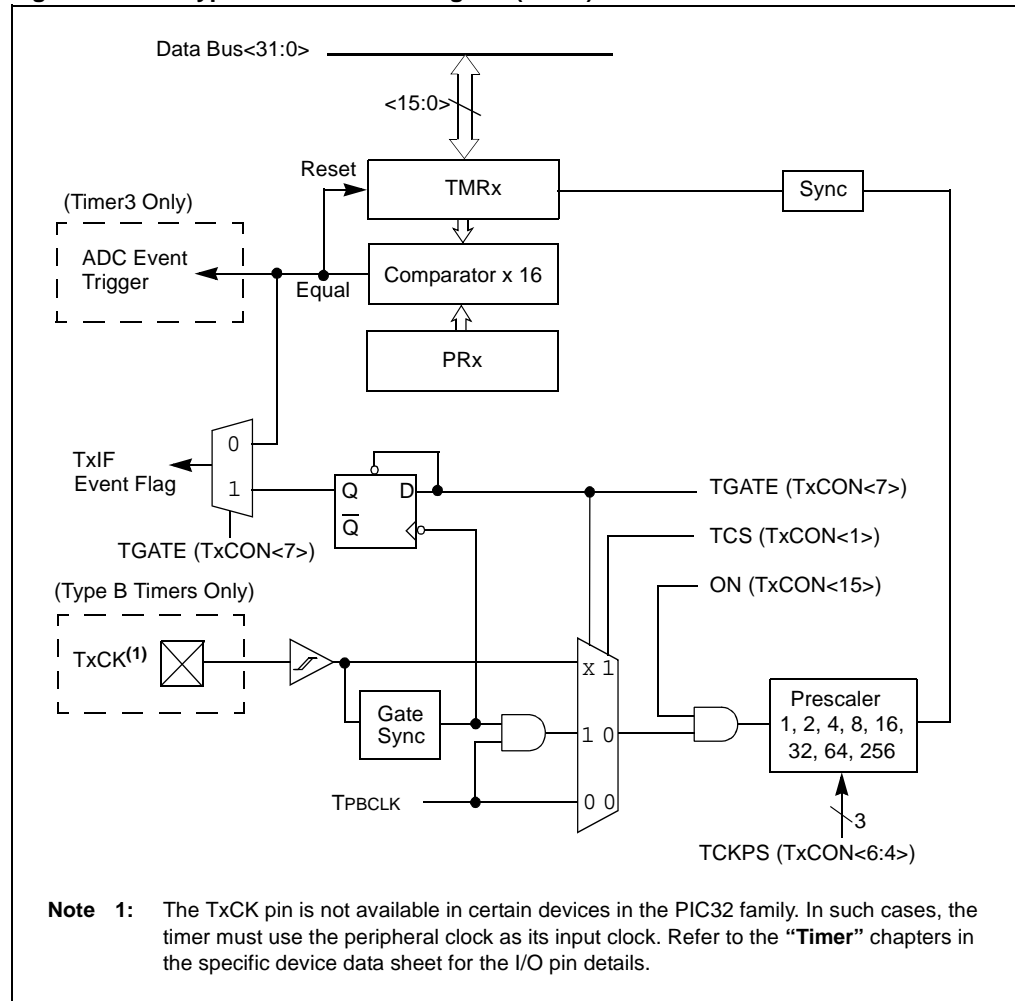 Data Bus<31:0>
<15:0>
Reset
TMRx
Sync
(Timer3 Only)
ADC Event
Trigger
Equal
Comparator x 16
PRx
0
1
TxIF
Event Flag
Q
D
Q
TGATE (TxCON<7>)
TGATE (TxCON<7>)
TCS (TxCON<1>)
ON (TxCON<15>)
(Type B Timers Only)
TxCK(1)
x 1
Gate
Sync
1 0
Prescaler
1, 2, 4, 8, 16,
32, 64, 256
TPBCLK
0 0
3
TCKPS (TxCON<6:4>)
Note 1: The TxCK pin is not available in certain devices in the PIC32 family. In such cases, the
timer must use the peripheral clock as its input clock. Refer to the “Timer” chapters in
the specific device data sheet for the I/O pin details.